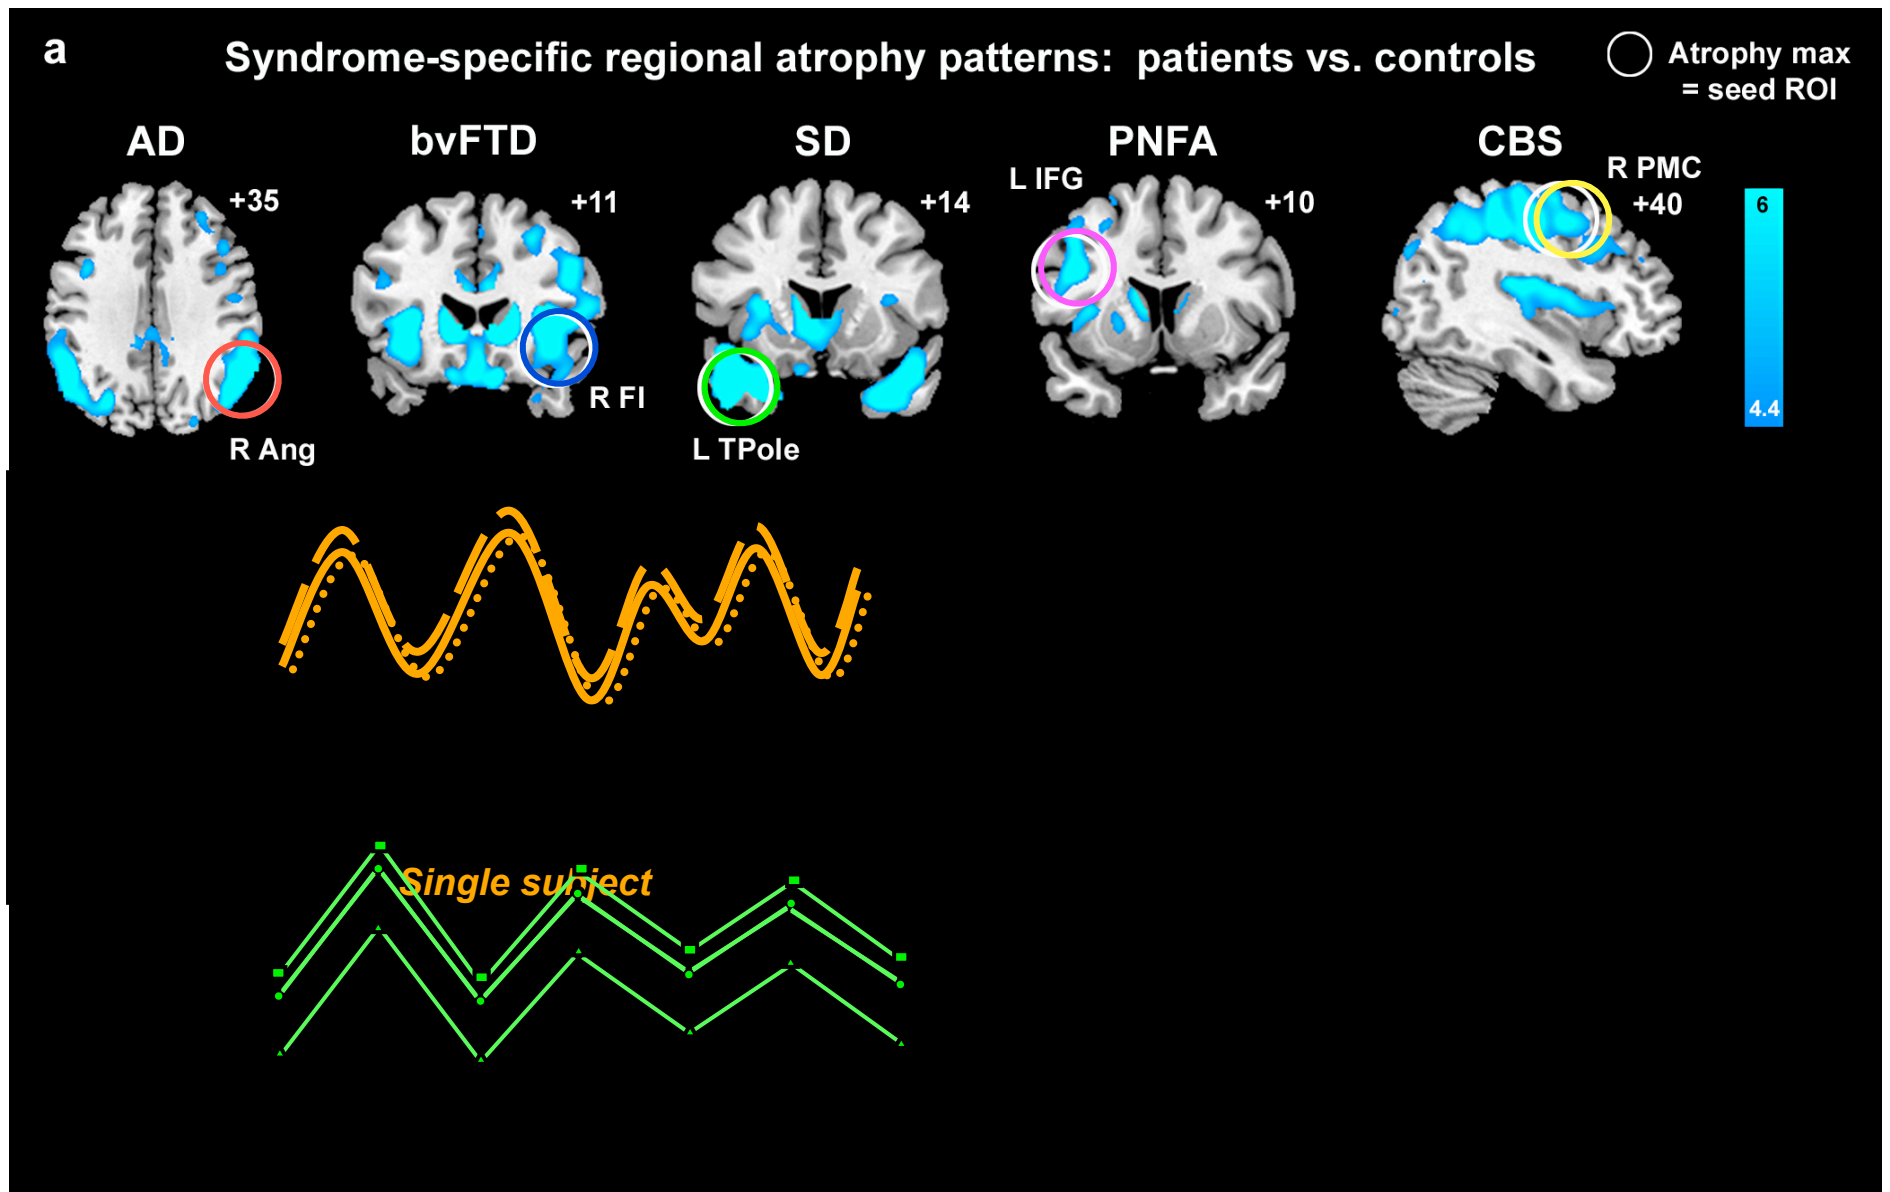 a
Syndrome-specific regional atrophy patterns: patients vs. controls
Atrophy max
= seed ROI
AD
bvFTD
SD
PNFA
CBS
+35
+11
+14
L IFG
+10
R PMC
+40
6
4.4
R FI
R Ang
L TPole
Single subject